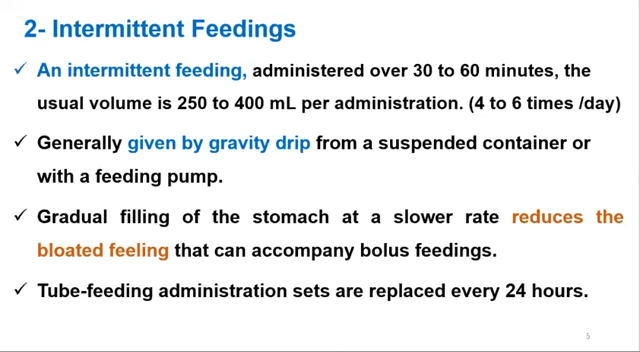 2- Intermittent Feedings
✓ An intermittent feeding, administered over 30 to 60 minutes, the
usual volume is 250 to 400 mL per administration. (4 to 6 times /day)
✓ Generally given by gravity drip from a suspended container or
with a feeding pump.
✓ Gradual filling of the stomach at a slower rate reduces the
bloated feeling that can accompany bolus feedings.
✓ Tube-feeding administration sets are replaced every 24 hours.
5